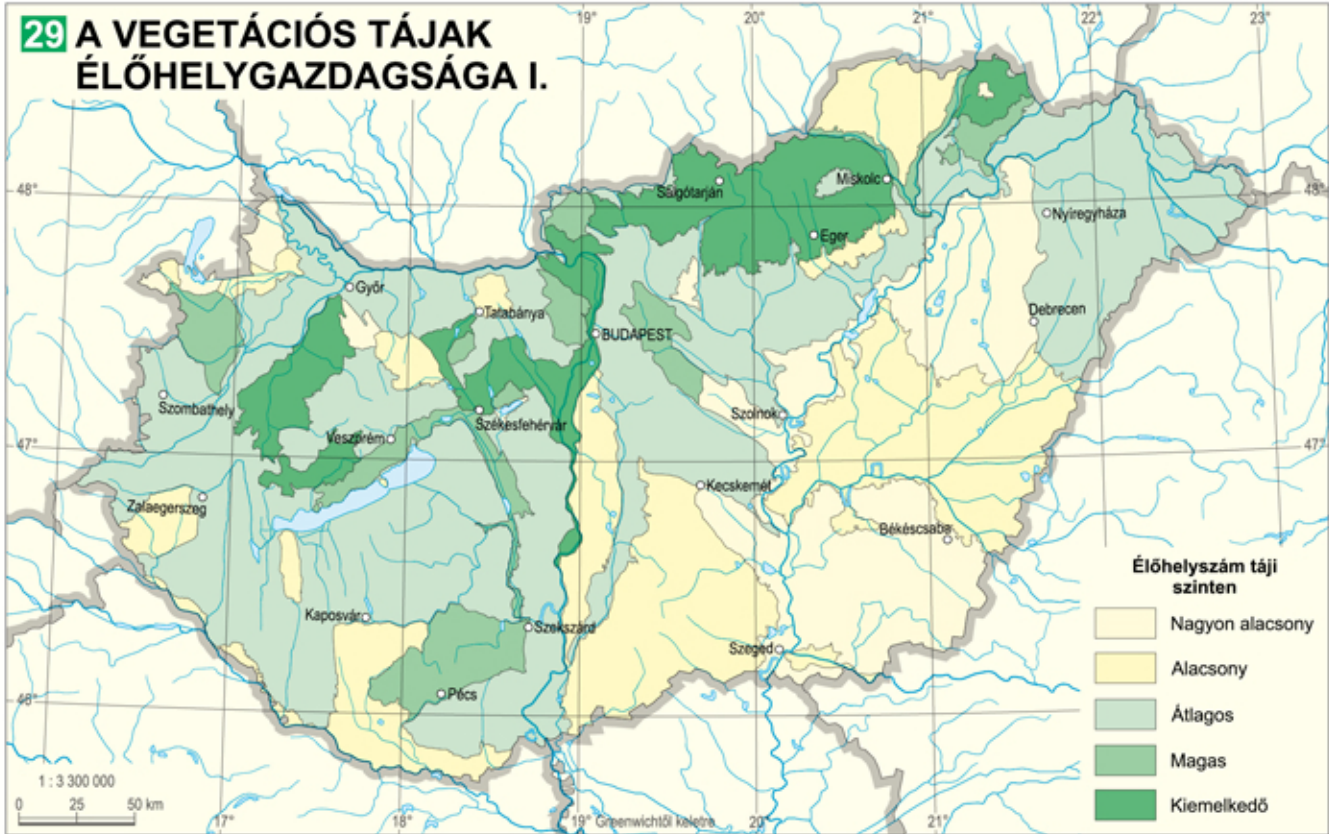 29 A VEGETÁCIÓS TÁJAK
ÉLŐHELYGAZDAGSÁGA I.
19°
20°
21°
22°
23°
48°
48°
Salgótarján
Miskolc
Eger
Nyíregyháza
Győr
Tatabánya
BUDAPEST
Debrecen
Szombathely
Székesfehérvár
Szolnok
Veszprém
47°
47°
Zalaegerszeg
Kecskemét
Békéscsaba
Kaposvár
Szekszárd
Szeged
Pécs
48°
Élőhelyszám táji
szinten
Nagyon alacsony
Alacsony
Átlagos
Magas
Kiemelkedő
1 : 3 300 000
0 25 50 km
17°
18°
19° Greenwichtől keletre
20°
21°